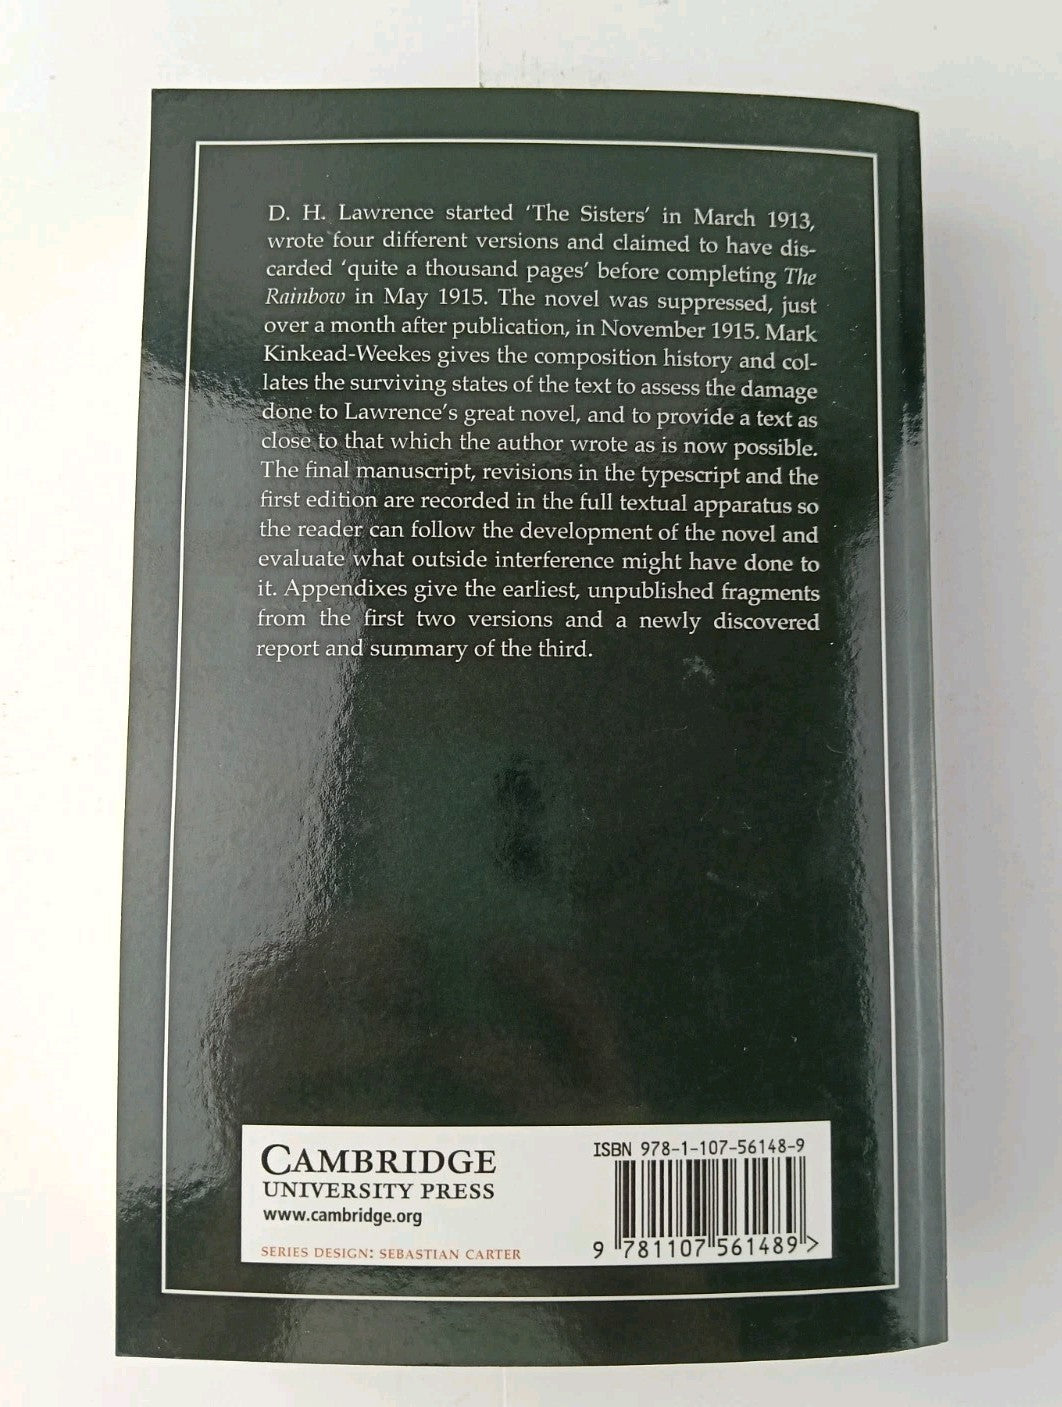 D. H. Lawrence started ‘The Sisters’ in March 1913,
wrote four different versions and claimed to have dis-
carded ‘quite a thousand pages’ before completing The
Rainbow in May 1915. The novel was suppressed, just
over a month after publication, in November 1915. Mark
Kinkead-Weekes gives the composition history and col-
lates the surviving states of the text to assess the damage
done to Lawrence’s great novel, and to provide a text as
close to that which the author wrote as is now possible.
The final manuscript, revisions in the typescript and the
first edition are recorded in the full textual apparatus so
the reader can follow the development of the novel and
evaluate what outside interference might have done to
it. Appendixes give the earliest, unpublished fragments
from the first two versions and a newly discovered
report and summary of the third.
CAMBRIDGE
UNIVERSITY PRESS
www.cambridge.org
SERIES DESIGN: SEBASTIAN CARTER
ISBN 978-1-107-56148-9
9 781107 561489 >